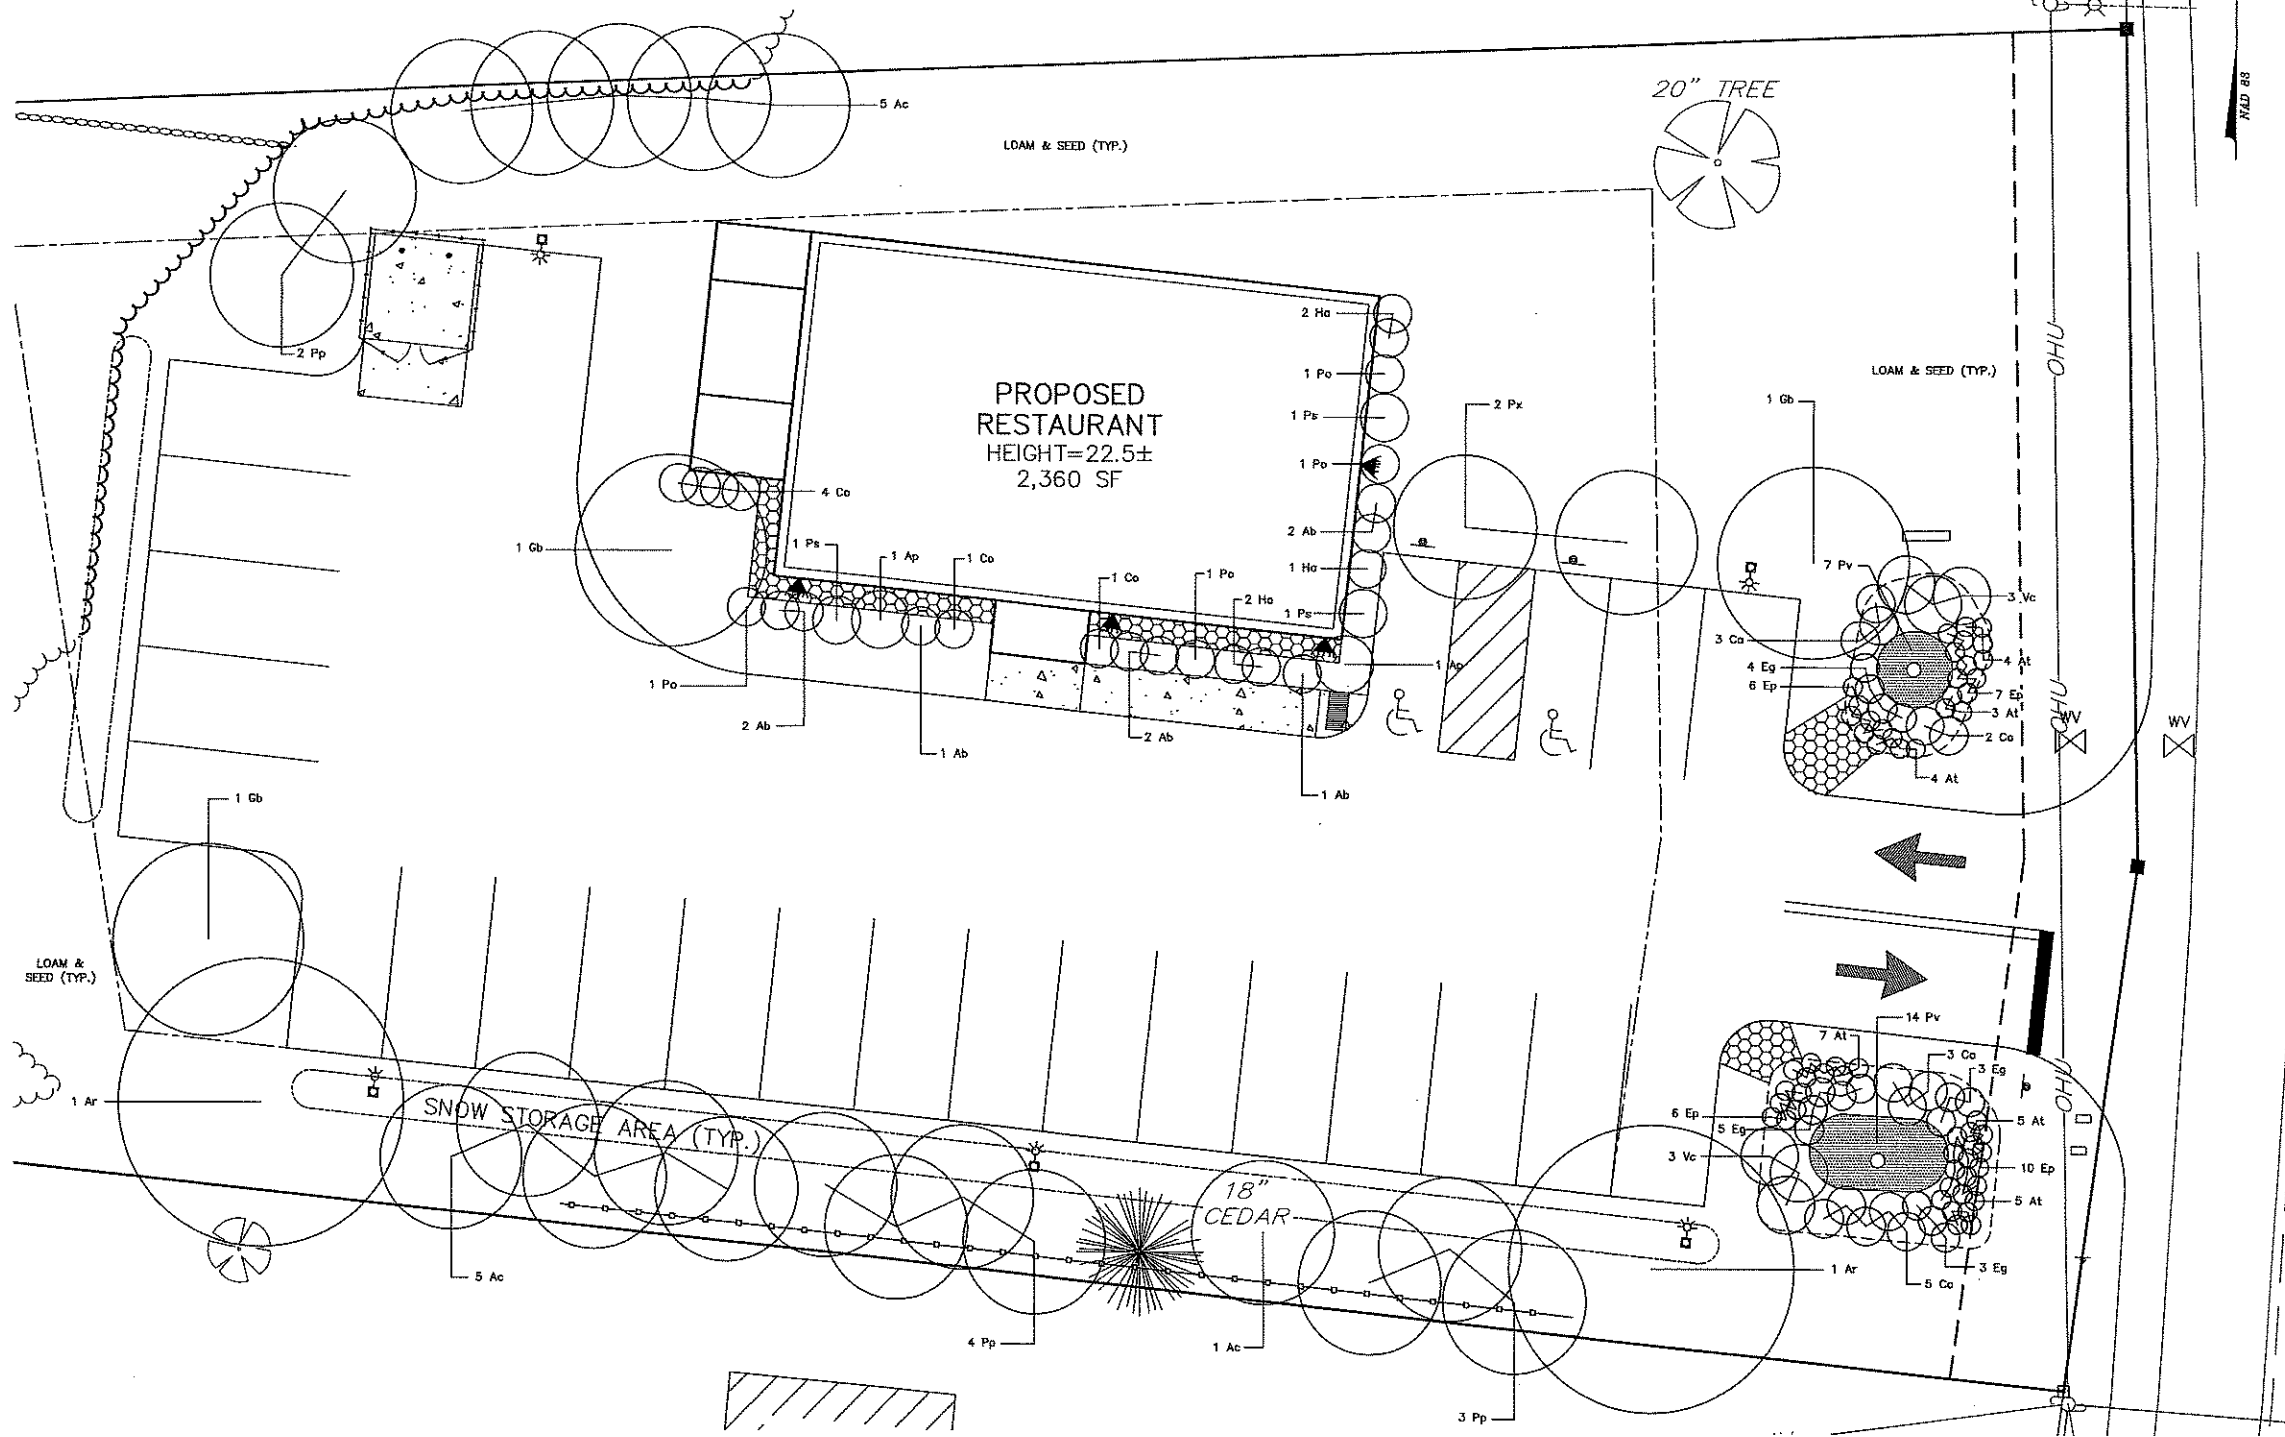 NAD 88
5 Ac
20" TREE
LOAM & SEED (TYP.)
2 Pp
2 Ha
1 Po
1 Ps
1 Po
2 Ab
1 Ha
1 Ps
PROPOSED
RESTAURANT
HEIGHT=22.5±
2,360 SF
OHU
LOAM & SEED (TYP.)
2 Px
1 Gb
4 Co
1 Gb
1 Ps
1 Ap
1 Co
1 Co
1 Po
2 Ha
7 Pv
3 Vc
3 Co
4 Eg
6 Ep
4 At
7 Ep
3 At
2 Co
4 At
1 Ap
OHU
WV
WV
1 Po
2 Ab
1 Ab
2 Ab
1 Ab
1 Gb
LOAM &
SEED (TYP.)
14 Pv
7 At
3 Co
3 Eg
1 Ar
SNOW STORAGE AREA (TYP.)
6 Ep
5 Eg
3 Vc
5 At
10 Ep
5 At
OHU
18"
CEDAR
5 Ac
1 Ar
3 Eg
5 Co
4 Pp
1 Ac
3 Pp